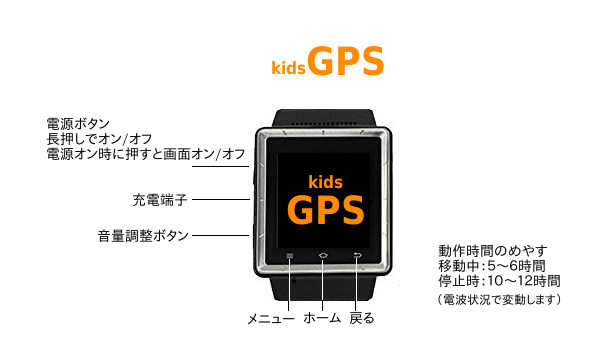 kidsGPS
電源ボタン
長押しでオン/オフ
電源オン時に押すと画面オン/オフ
充電端子
音量調整ボタン
kids
GPS
メニュー ホーム 戻る
動作時間のめやす
移動中：5～6時間
停止時：10～12時間
（電波状況で変動します）